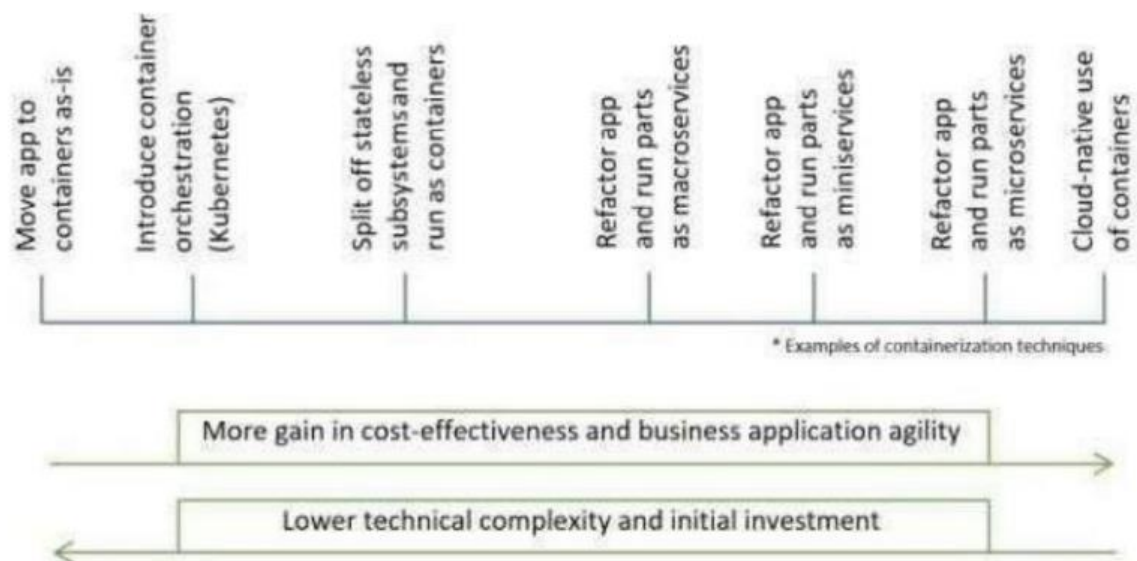 Move app to
containers as-is
Introduce container
orchestration
(Kubernetes)
Split off stateless
subsystems and
run as containers
Refactor app
and run parts
as macroservices
Refactor app
and run parts
as miniservices
Refactor app
and run parts
as microservices
Cloud-native use
of containers
* Examples of containerization techniques
More gain in cost-effectiveness and business application agility
Lower technical complexity and initial investment